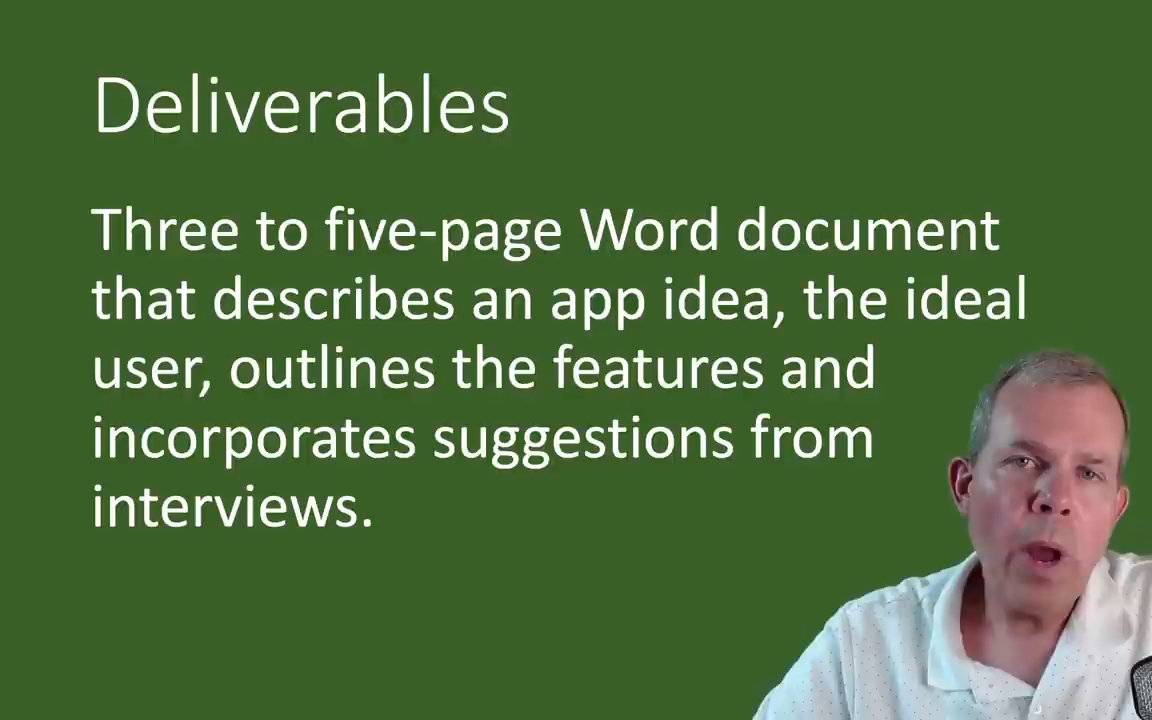 Deliverables
Three to five-page Word document
that describes an app idea, the ideal
user, outlines the features and
incorporates suggestions from
interviews.